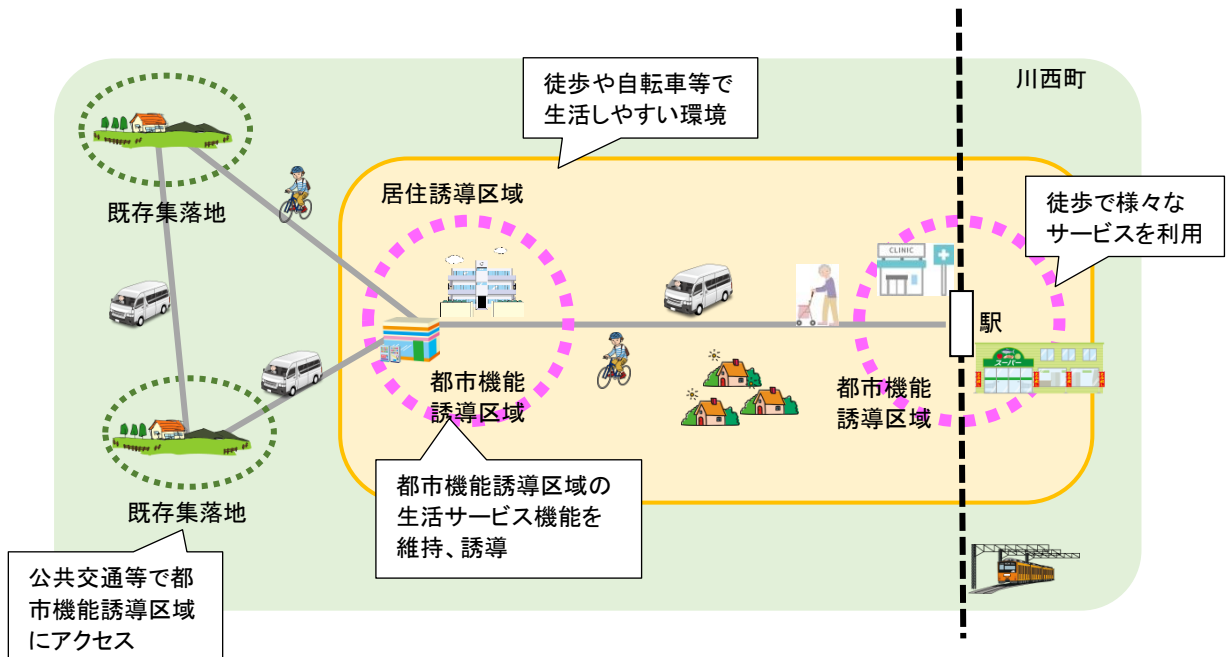 川西町
徒歩や自転車等で
生活しやすい環境
既存集落地
居住誘導区域
徒歩で様々な
サービスを利用
CLINIC
駅
スーパー
都市機能
誘導区域
都市機能
誘導区域
都市機能誘導区域の
生活サービス機能を
維持、誘導
既存集落地
公共交通等で都
市機能誘導区域
にアクセス